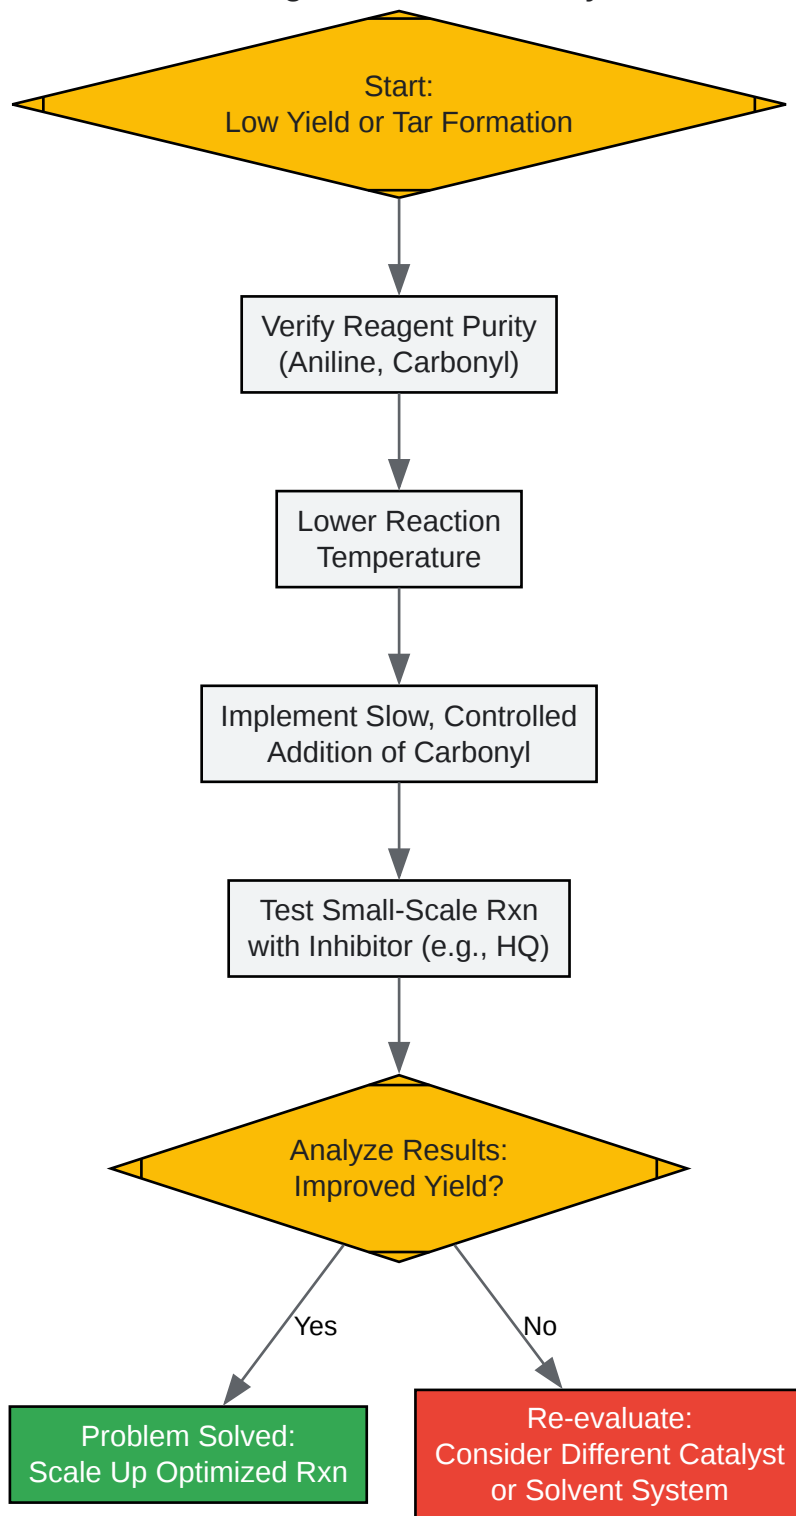 Start:
Low Yield or Tar Formation
Verify Reagent Purity
(Aniline, Carbonyl)
Lower Reaction
Temperature
Implement Slow, Controlled
Addition of Carbonyl
Test Small-Scale Rxn
with Inhibitor (e.g., HQ)
Analyze Results:
Improved Yield?
Yes
No
Problem Solved:
Scale Up Optimized Rxn
Re-evaluate:
Consider Different Catalyst
or Solvent System